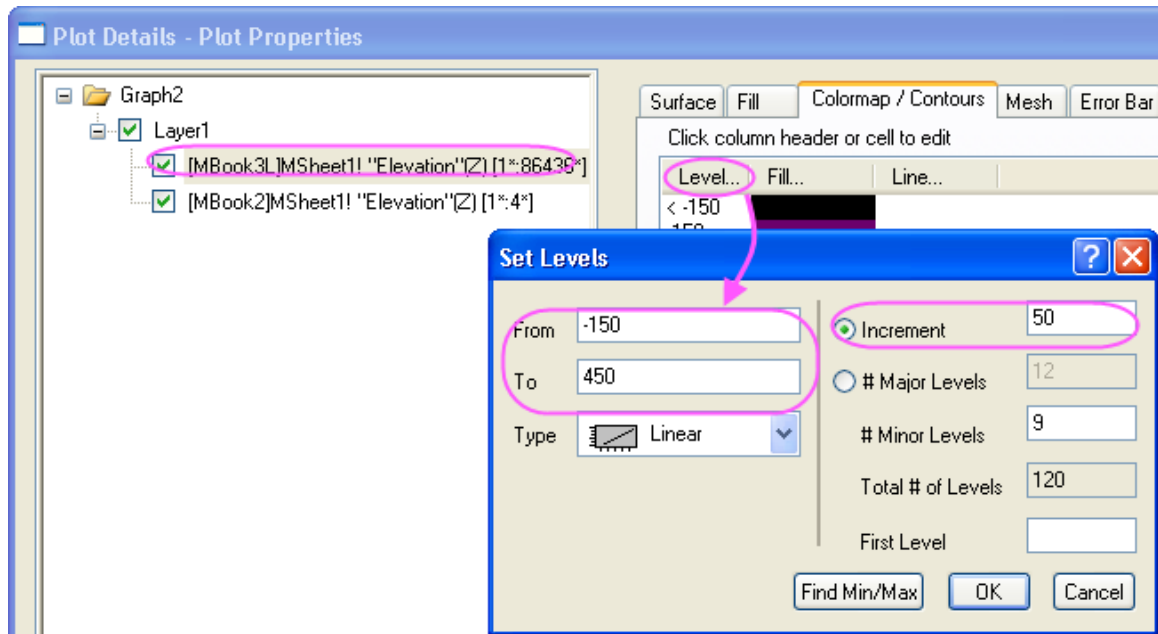 Plot Details - Plot Properties
Graph2
Layer1
[MBook3L]MSheet1! "Elevation"(Z) [1*:86436*]
[MBook2]MSheet1! "Elevation"(Z) [1*:4*]
Surface Fill Colormap / Contours Mesh Error Bar
Click column header or cell to edit
Level... Fill... Line...
< -150
Set Levels
From -150
To 450
Type Linear
Increment 50
# Major Levels 12
# Minor Levels 9
Total # of Levels 120
First Level
Find Min/Max OK Cancel